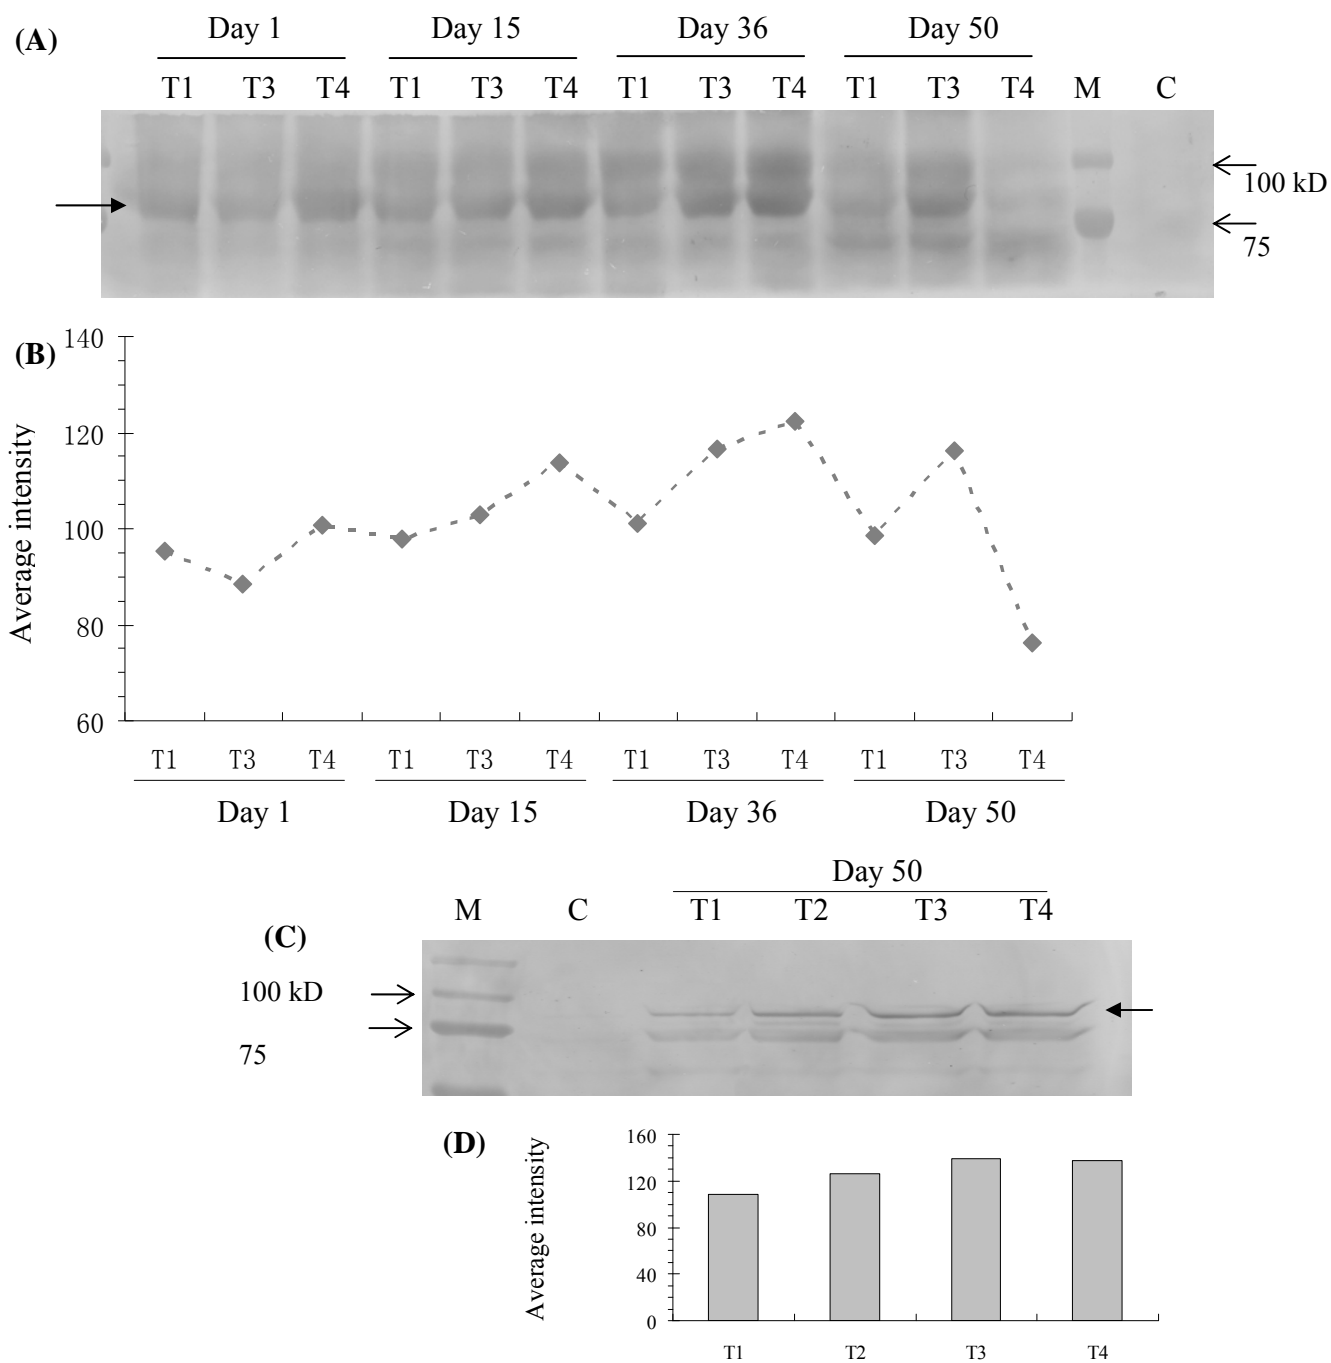 (A)
Day 1 Day 15 Day 36 Day 50
T1 T3 T4 T1 T3 T4 T1 T3 T4 T1 T3 T4 M C
100 kD
75
(B)
Average intensity
140
120
100
80
60
T1 T3 T4 T1 T3 T4 T1 T3 T4 T1 T3 T4
Day 1 Day 15 Day 36 Day 50
(C)
Day 50
M C T1 T2 T3 T4
100 kD
75
(D)
Average intensity
160
120
80
40
0
T1 T2 T3 T4